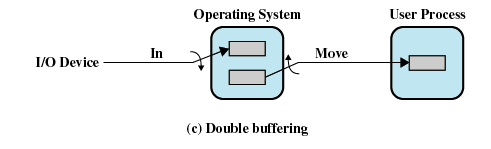 Operating System
User Process
I/O Device
In
Move
(c) Double buffering